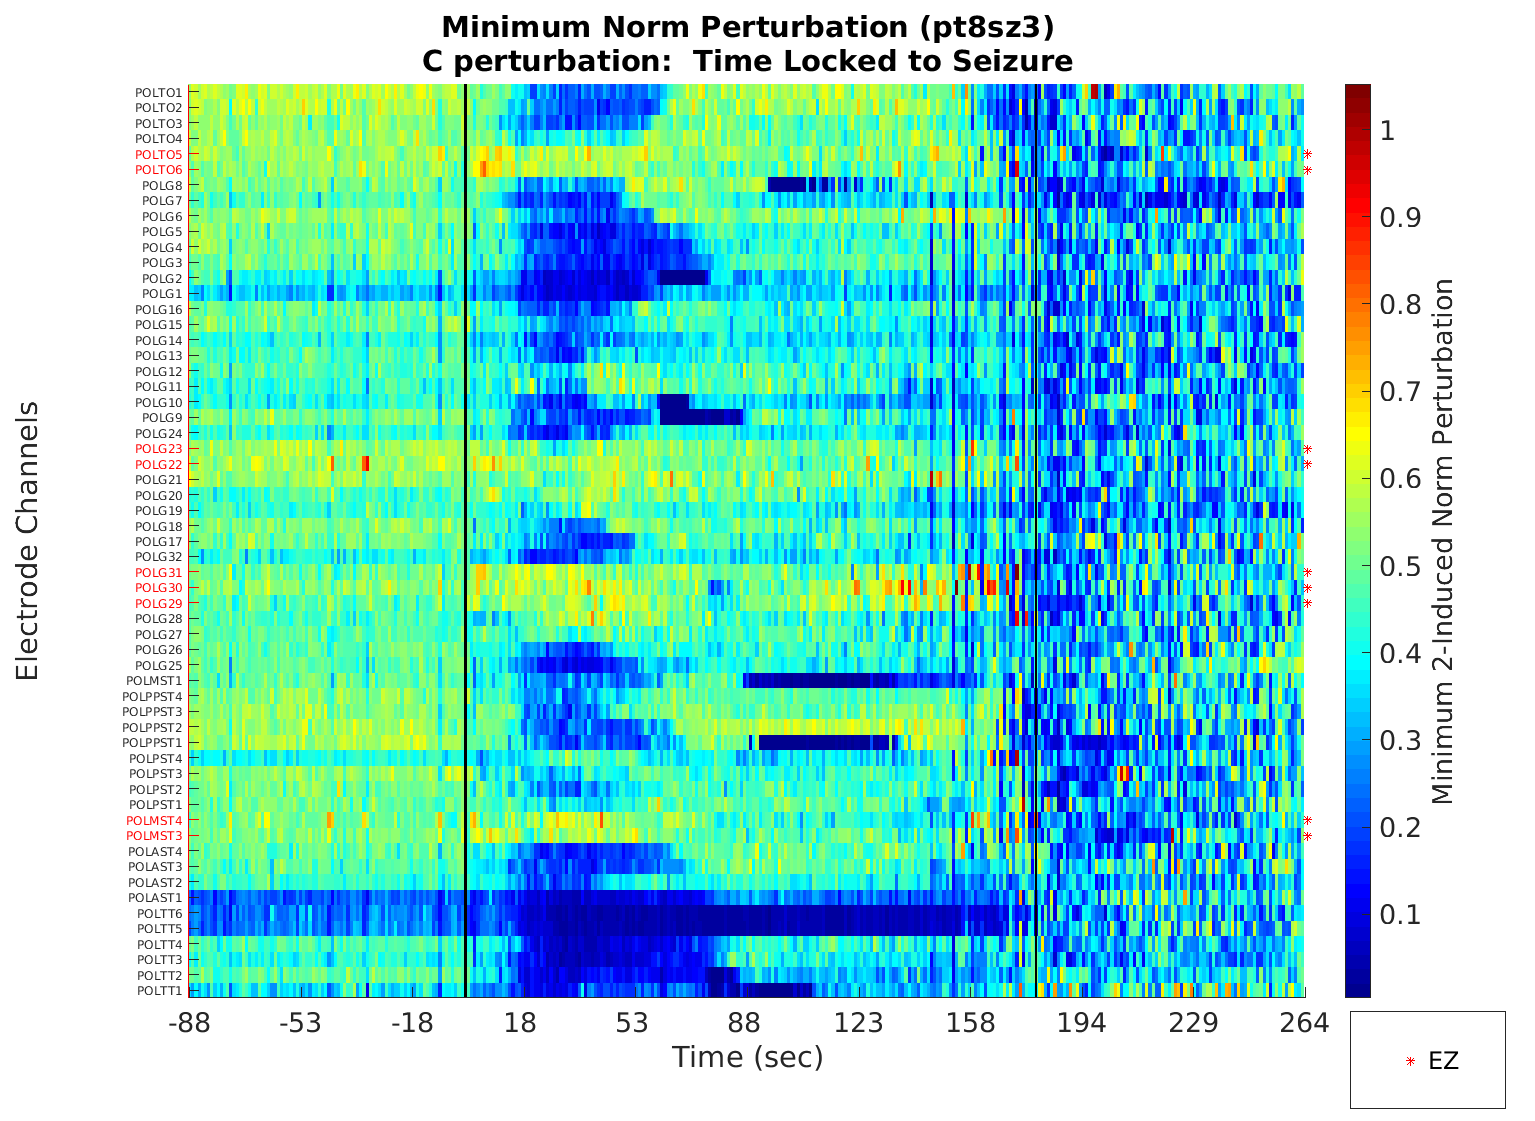 Minimum Norm Perturbation (pt8sz3)
C perturbation:  Time Locked to Seizure
Electrode Channels
POLTO1
POLTO2
POLTO3
POLTO4
POLTO5
POLTO6
POLG8
POLG7
POLG6
POLG5
POLG4
POLG3
POLG2
POLG1
POLG16
POLG15
POLG14
POLG13
POLG12
POLG11
POLG10
POLG9
POLG24
POLG23
POLG22
POLG21
POLG20
POLG19
POLG18
POLG17
POLG32
POLG31
POLG30
POLG29
POLG28
POLG27
POLG26
POLG25
POLMST1
POLPPST4
POLPPST3
POLPPST2
POLPPST1
POLPST4
POLPST3
POLPST2
POLPST1
POLMST4
POLMST3
POLAST4
POLAST3
POLAST2
POLAST1
POLTT6
POLTT5
POLTT4
POLTT3
POLTT2
POLTT1
-88 -53 -18 18 53 88 123 158 194 229 264
Time (sec)
1
0.9
0.8
0.7
0.6
0.5
0.4
0.3
0.2
0.1
Minimum 2-Induced Norm Perturbation
EZ